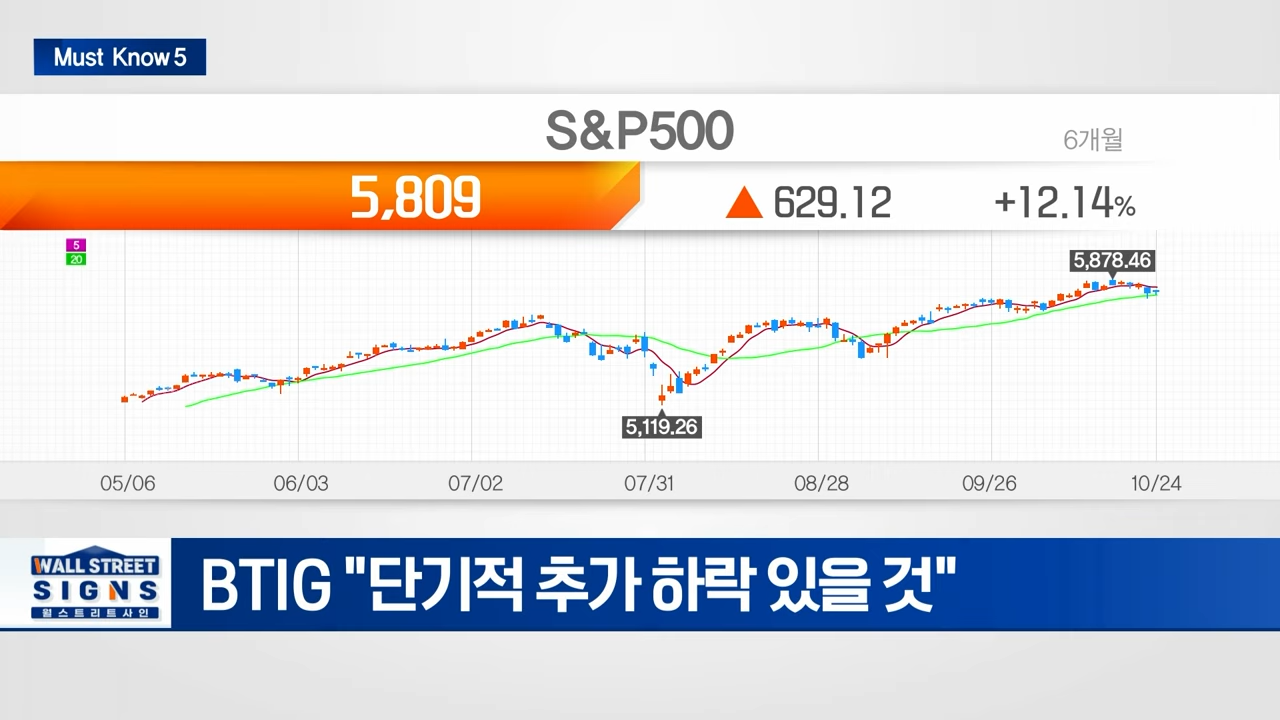 Must Know 5
S&P500
6개월
5,809
▲ 629.12
+12.14%
5
20
5,878.46
5,119.26
05/06
06/03
07/02
07/31
08/28
09/26
10/24
WALL STREET
SIGNS
월스트리트사인
BTIG "단기적 추가 하락 있을 것"